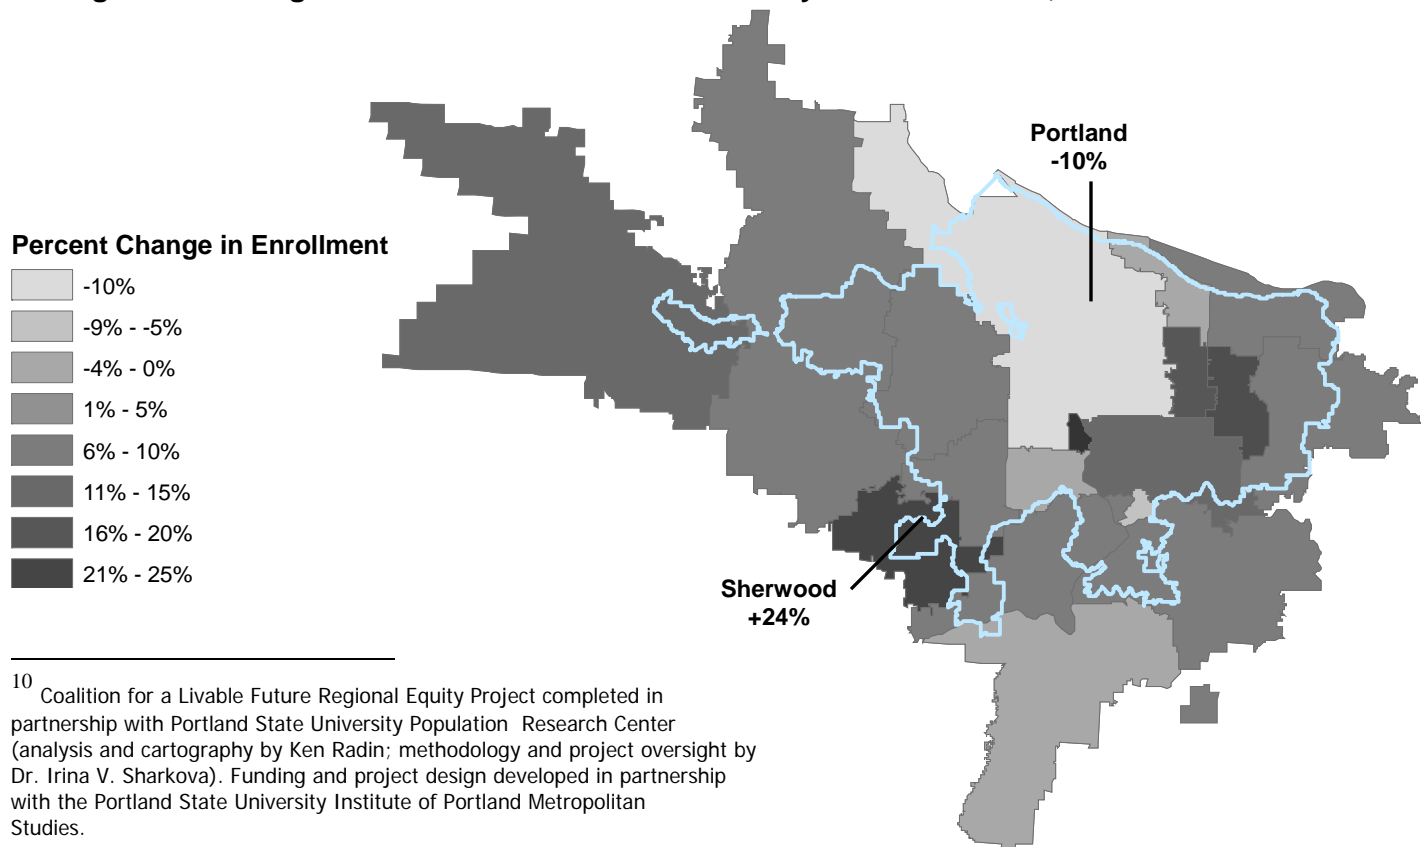 Portland
-10%
Percent Change in Enrollment
-10%
-9% - -5%
-4% - 0%
1% - 5%
6% - 10%
11% - 15%
16% - 20%
21% - 25%
Sherwood
+24%
10 Coalition for a Livable Future Regional Equity Project completed in
partnership with Portland State University Population Research Center
(analysis and cartography by Ken Radin; methodology and project oversight by
Dr. Irina V. Sharkova). Funding and project design developed in partnership
with the Portland State University Institute of Portland Metropolitan
Studies.